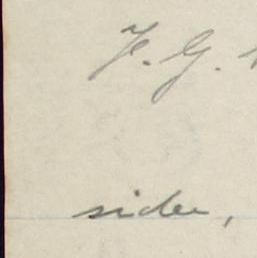 H. G.
sider,